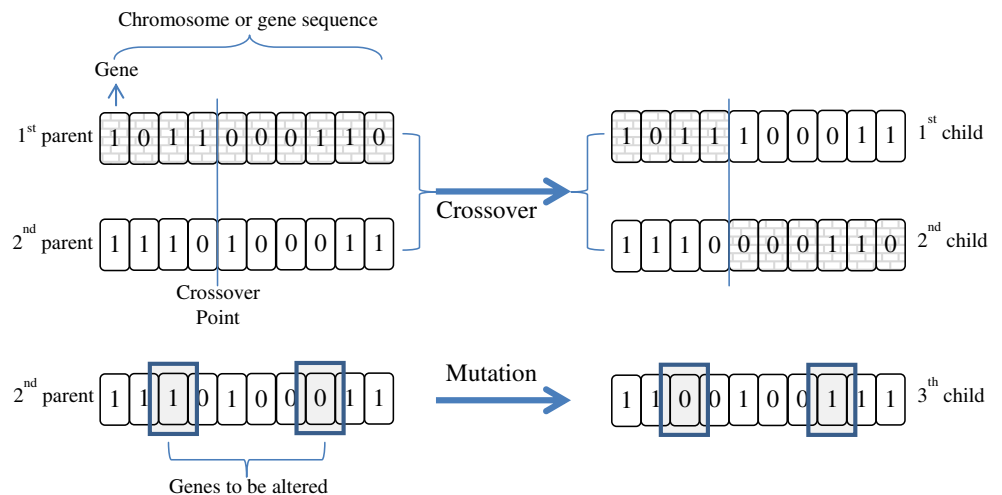 Chromosome or gene sequence
Gene
1st parent 1 0 1 1 0 0 0 1 1 0
1 0 1 1 1 0 0 0 1 1 1st child
Crossover
2nd parent 1 1 1 0 1 0 0 0 1 1
1 1 1 0 0 0 0 1 1 0 2nd child
Crossover
Point
2nd parent 1 1 1 0 1 0 0 0 1 1
Mutation
1 1 0 0 1 0 0 1 1 1 3th child
Genes to be altered